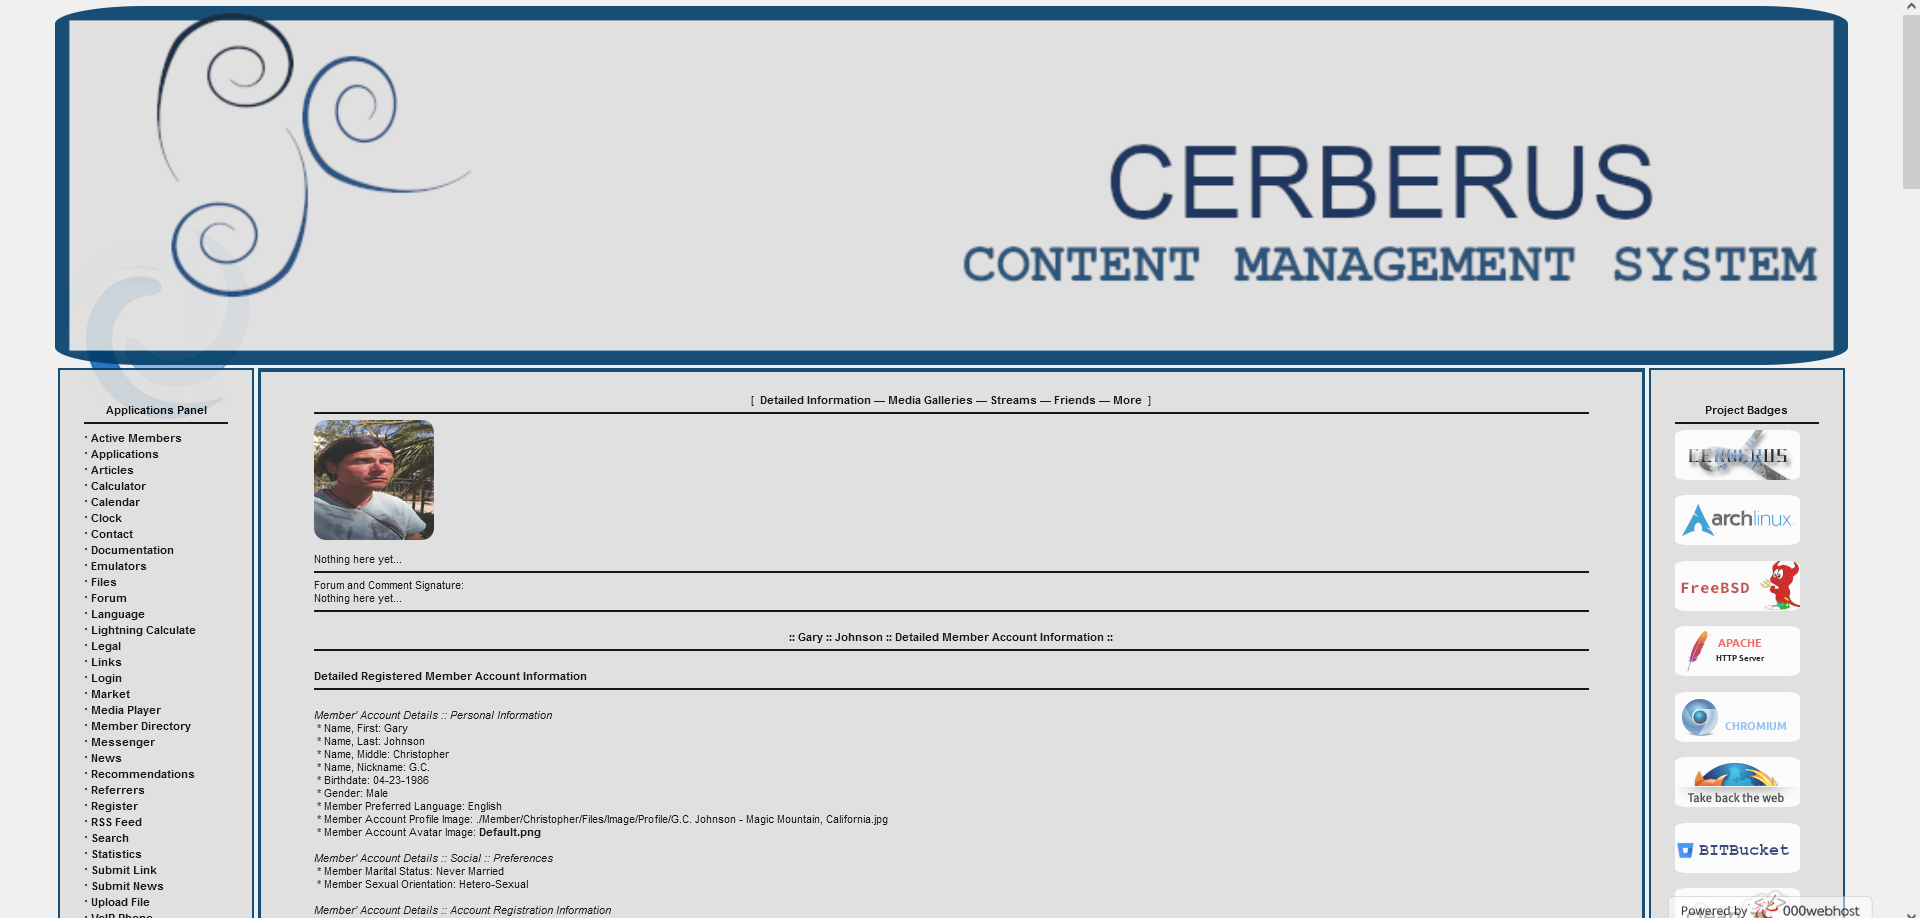 CERBERUS
CONTENT MANAGEMENT SYSTEM
Applications Panel
· Active Members
· Applications
· Articles
· Calculator
· Calendar
· Clock
· Contact
· Documentation
· Emulators
· Files
· Forum
· Language
· Lightning Calculate
· Legal
· Links
· Login
· Market
· Media Player
· Member Directory
· Messenger
· News
· Recommendations
· Referrers
· Register
· RSS Feed
· Search
· Statistics
· Submit Link
· Submit News
· Upload File
· VoIP Phone
[ Detailed Information — Media Galleries — Streams — Friends — More ]
Nothing here yet...
Forum and Comment Signature:
Nothing here yet...
:: Gary :: Johnson :: Detailed Member Account Information ::
Detailed Registered Member Account Information
Member' Account Details :: Personal Information
* Name, First: Gary
* Name, Last: Johnson
* Name, Middle: Christopher
* Name, Nickname: G.C.
* Birthdate: 04-23-1986
* Gender: Male
* Member Preferred Language: English
* Member Account Profile Image: ./Member/Christopher/Files/Image/Profile/G.C. Johnson - Magic Mountain, California.jpg
* Member Account Avatar Image: Default.png
Member' Account Details :: Social :: Preferences
* Member Marital Status: Never Married
* Member Sexual Orientation: Hetero-Sexual
Member' Account Details :: Account Registration Information
Project Badges
CERBERUS
archlinux
FreeBSD
APACHE
HTTP Server
CHROMIUM
Take back the web
BITBucket
Powered by 000webhost